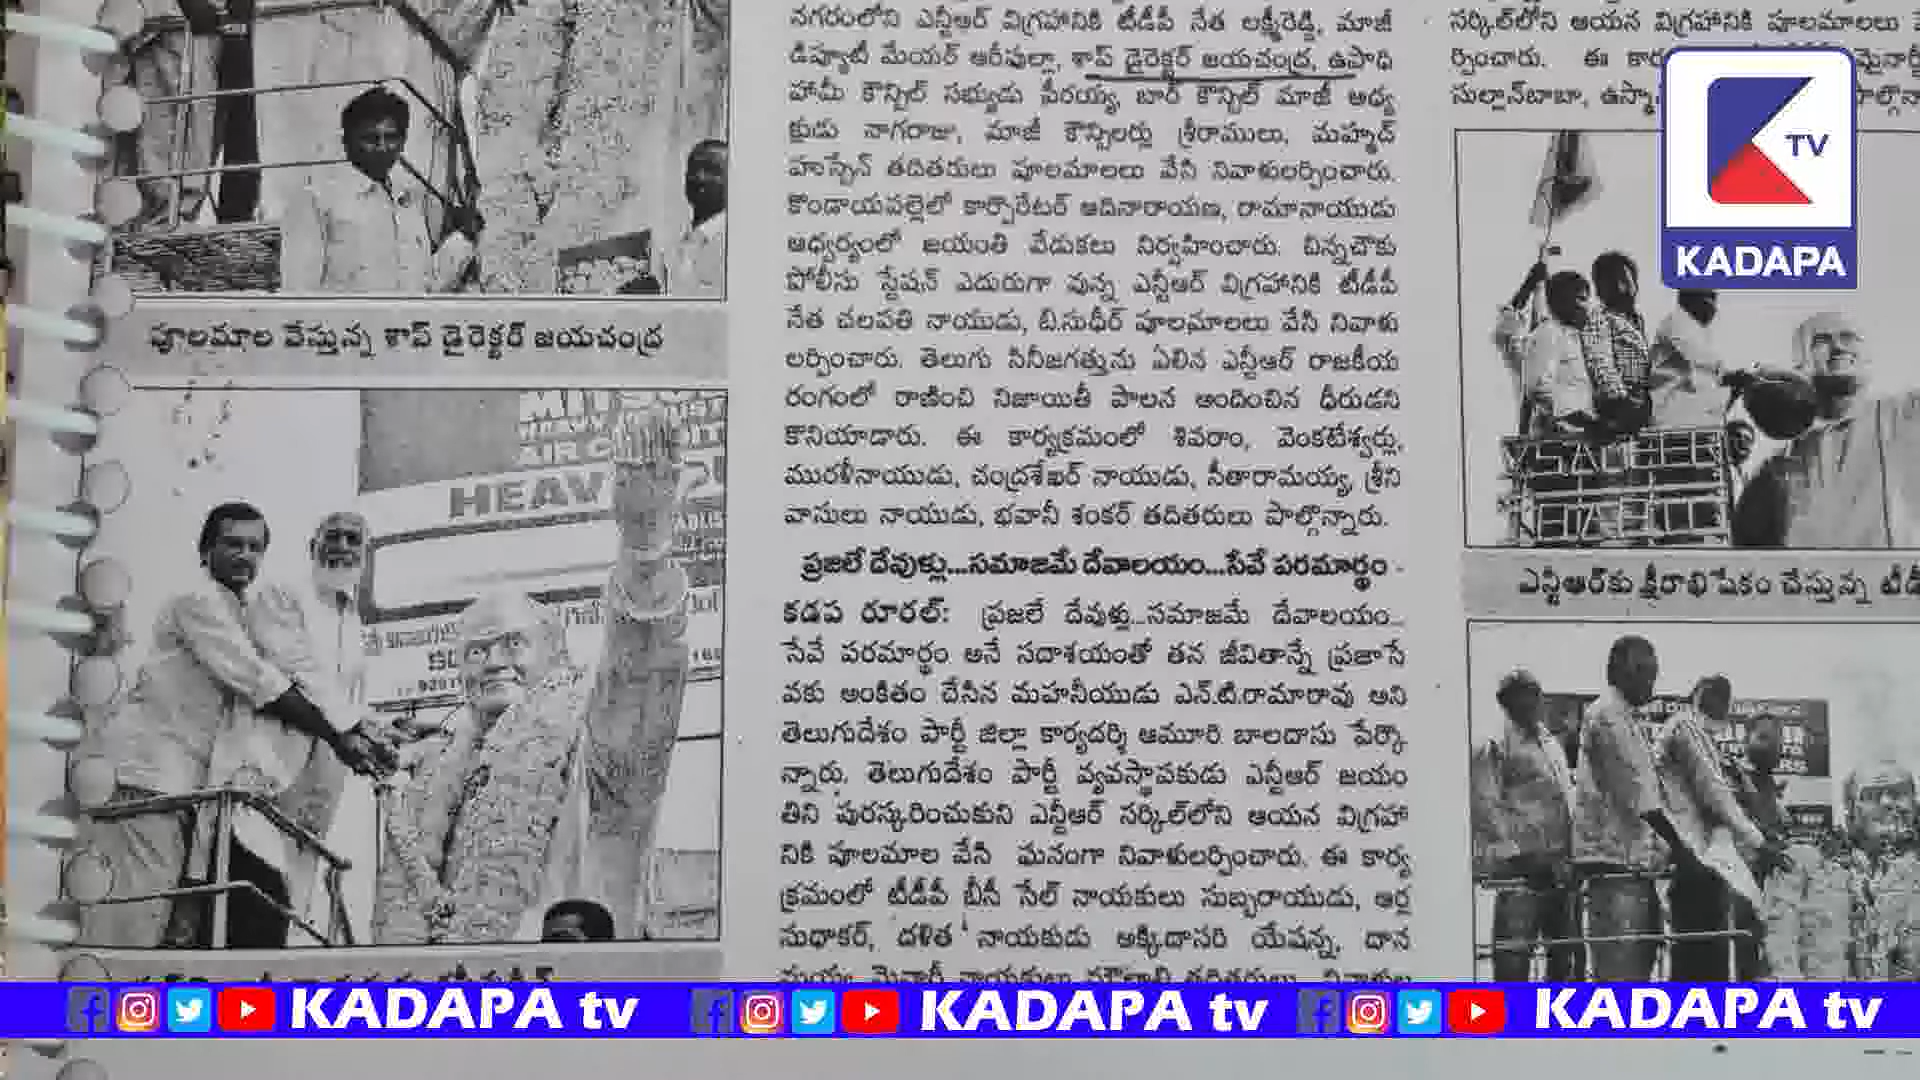 నగరంలోని ఎన్టీఆర్ విగ్రహానికి టీడీపీ నేత లక్ష్మీరెడ్డి, మాజీ
డిప్యూటీ మేయర్ ఆరీఫుల్లా, శాప్ డైరెక్టర్ జయచంద్ర, ఉపాధి
హామీ కౌన్సిల్ సభ్యుడు పీరయ్య, బార్ కౌన్సిల్ మాజీ అధ్య
క్షుడు నాగరాజు, మాజీ కౌన్సిలర్లు శ్రీరాములు, మహ్మద్
హుస్సేన్ తదితరులు పూలమాలలు వేసి నివాళులర్పించారు.
కొండాయపల్లెలో కార్పొరేటర్ ఆదినారాయణ, రామానాయుడు
ఆధ్వర్యంలో జయంతి వేడుకలు నిర్వహించారు. చిన్నచౌకు
పోలీసు స్టేషన్ ఎదురుగా వున్న ఎన్టీఆర్ విగ్రహానికి టీడీపీ
నేత చలపతి నాయుడు, బి.సుధీర్ పూలమాలలు వేసి నివాళు
లర్పించారు. తెలుగు సినీజగత్తును ఏలిన ఎన్టీఆర్ రాజకీయ
రంగంలో రాణించి నిజాయితీ పాలన అందించిన ధీరుడని
కొనియాడారు. ఈ కార్యక్రమంలో శివరాం, వెంకటేశ్వర్లు,
మురళీనాయుడు, చంద్రశేఖర్ నాయుడు, సీతారామయ్య, శ్రీని
వాసులు నాయుడు, భవానీ శంకర్ తదితరులు పాల్గొన్నారు.
ప్రజలే దేవుళ్లు...సమాజమే దేవాలయం...సేవే పరమార్థం
కడప రూరల్: ప్రజలే దేవుళ్లు...సమాజమే దేవాలయం...
సేవే పరమార్థం అనే సదాశయంతో తన జీవితాన్నే ప్రజాసే
వకు అంకితం చేసిన మహనీయుడు ఎన్.టి.రామారావు అని
తెలుగుదేశం పార్టీ జిల్లా కార్యదర్శి ఆమూరి బాలదాసు పేర్కొ
న్నారు. తెలుగుదేశం పార్టీ వ్యవస్థాపకుడు ఎన్టీఆర్ జయం
తిని పురస్కరించుకుని ఎన్టీఆర్ సర్కిల్‌లోని ఆయన విగ్రహా
నికి పూలమాల వేసి ఘనంగా నివాళులర్పించారు. ఈ కార్య
క్రమంలో టీడీపీ బీసీ సేల్ నాయకులు సుబ్బరాయుడు, ఆర్ల
సుధాకర్, దళిత నాయకుడు అక్కిదాసరి యేషన్న, దాన
పూలమాల వేస్తున్న శాప్ డైరెక్టర్ జయచంద్ర
HEAV
సర్కిల్‌లోని ఆయన విగ్రహానికి పూలమాలలు
ర్పించారు. ఈ
సుల్తాన్‌బాబా,
ఎన్టీఆర్‌కు క్షీరాభిషేకం చేస్తున్న టీడీ
TV
KADAPA
KADAPA tv
KADAPA tv
KADAPA tv